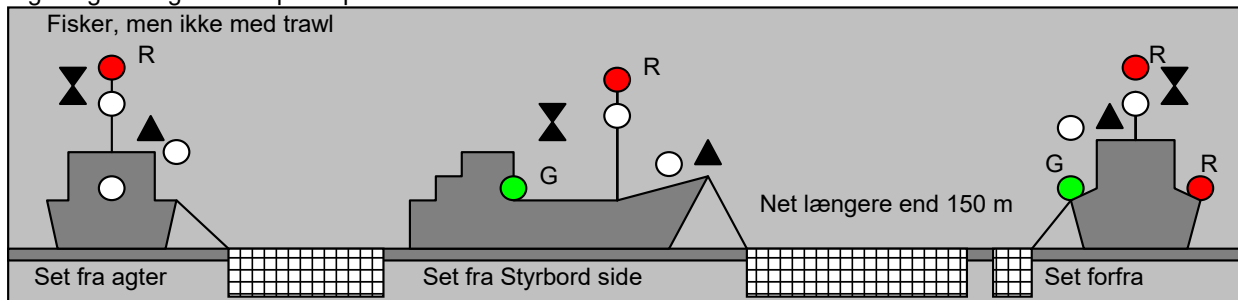 Fisker, men ikke med trawl
R
R
R
G
G
R
Net længere end 150 m
Set fra agter
Set fra Styrbord side
Set forfra